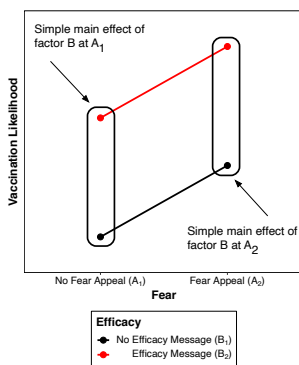 Simple main effect of
factor B at A1
Vaccination Likelihood
Simple main effect of
factor B at A2
No Fear Appeal (A1)
Fear Appeal (A2)
Fear
Efficacy
No Efficacy Message (B1)
Efficacy Message (B2)